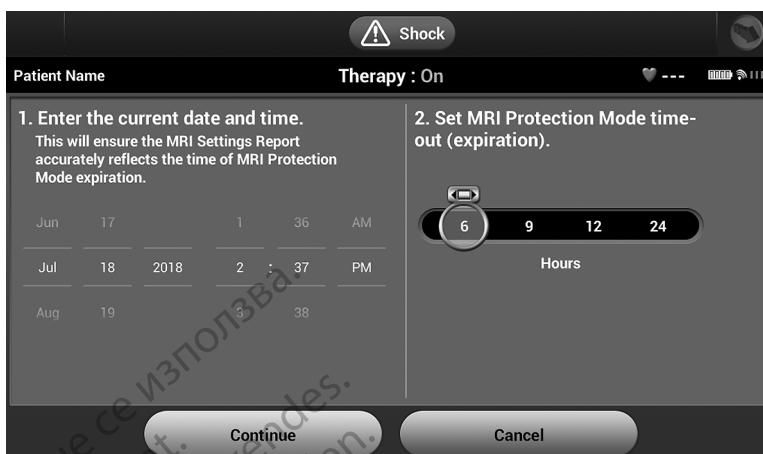 Shock
Patient Name
Therapy : On
---
1. Enter the current date and time.
This will ensure the MRI Settings Report
accurately reflects the time of MRI Protection
Mode expiration.
Jun 17 1 36 AM
Jul 18 2018 2 : 37 PM
Aug 19 3 38
2. Set MRI Protection Mode time-
out (expiration).
6 9 12 24
Hours
Continue
Cancel
се използва.